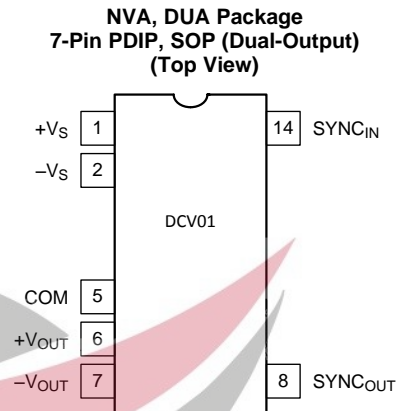 NVA, DUA Package
7-Pin PDIP, SOP (Dual-Output)
(Top View)
+VS 1 14 SYNCIN
–VS 2
DCV01
COM 5
+VOUT 6
–VOUT 7 8 SYNCOUT